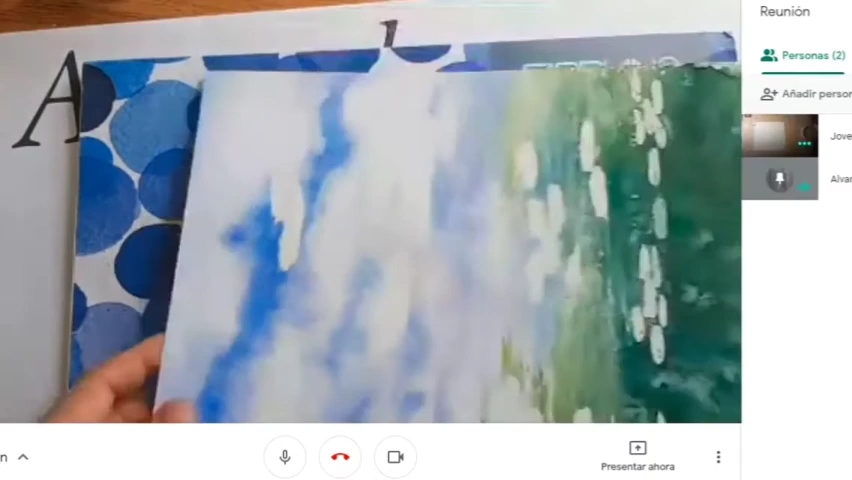 A
Reunión
Personas (2)
Añadir person
Jove
Alvar
n
Presentar ahora